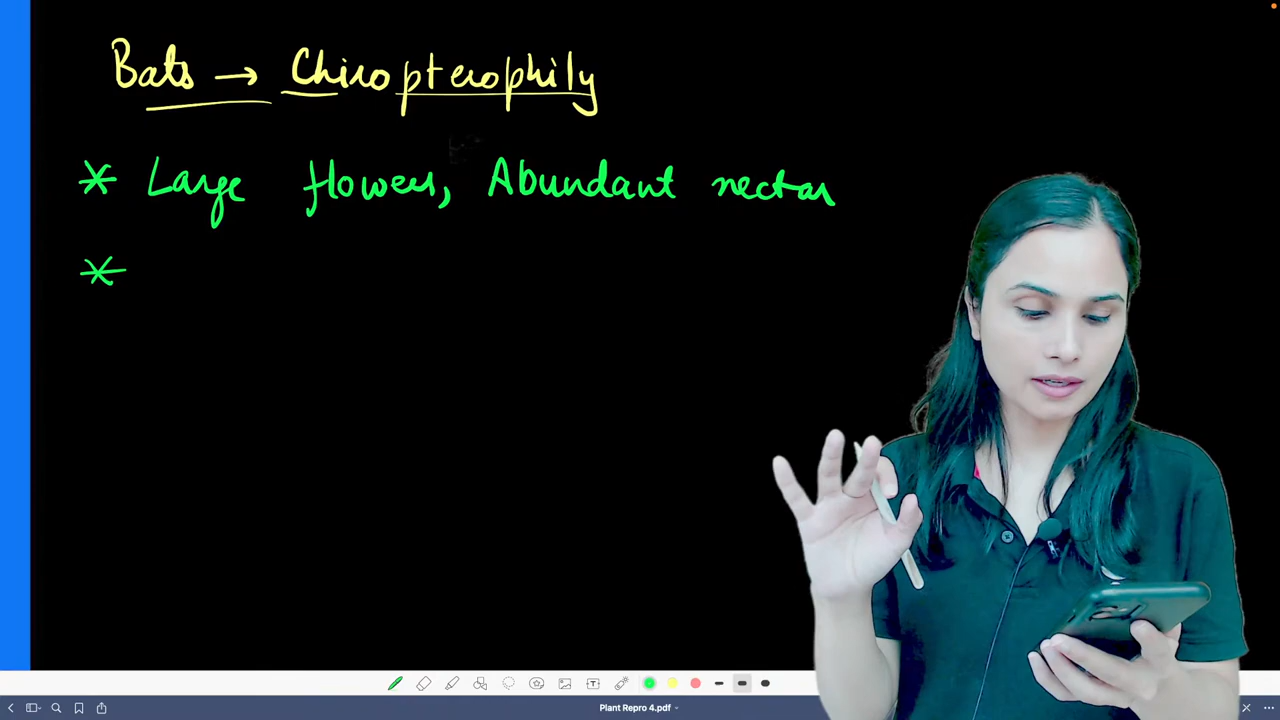 Bats → Chiropterophily
* Large flowers, Abundant nectar
*
Plant Repro 4.pdf